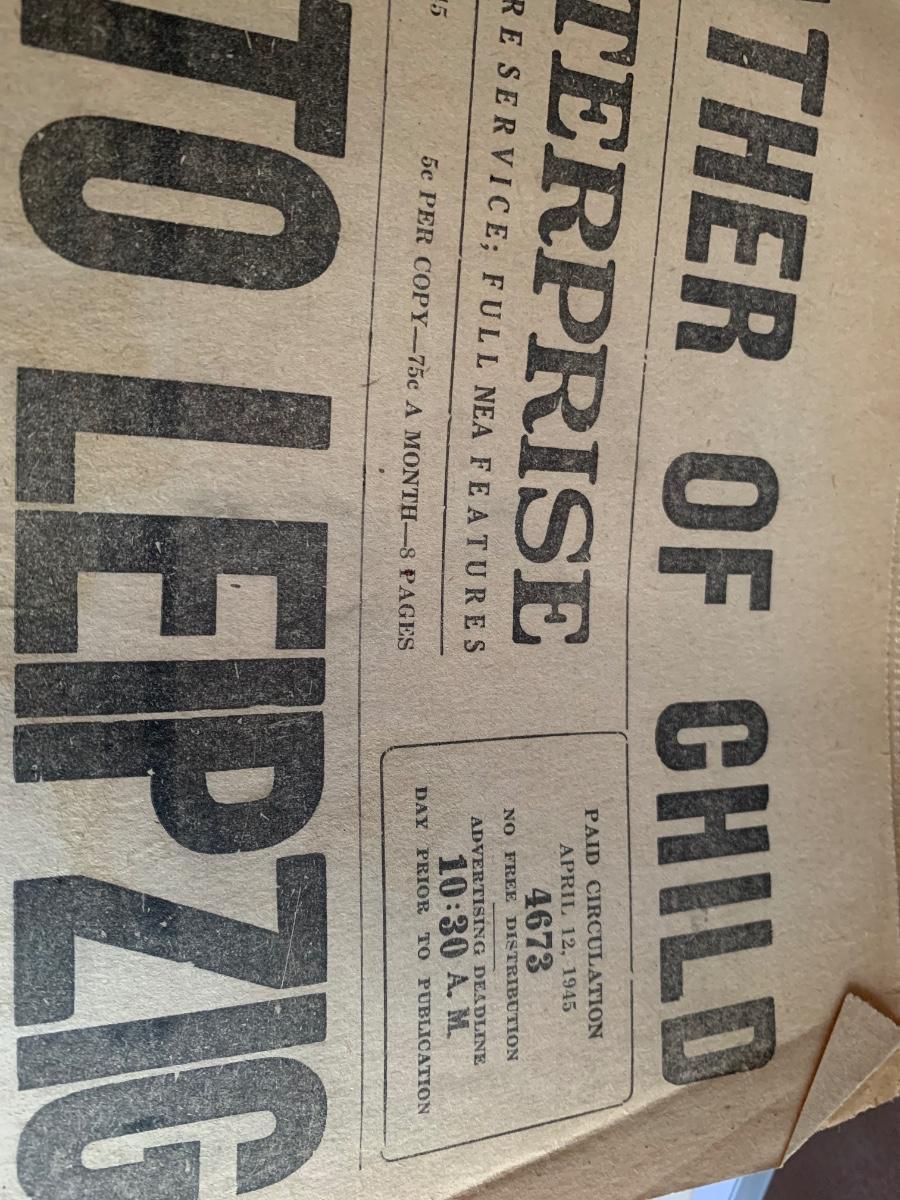 THER OF CHILD
TERPRISE
RE SERVICE; FULL NEA FEATURES
5 5c PER COPY—75c A MONTH—8 PAGES
PAID CIRCULATION
APRIL 12, 1945
4673
NO FREE DISTRIBUTION
ADVERTISING DEADLINE
10:30 A. M.
DAY PRIOR TO PUBLICATION
TO LEIPZIG